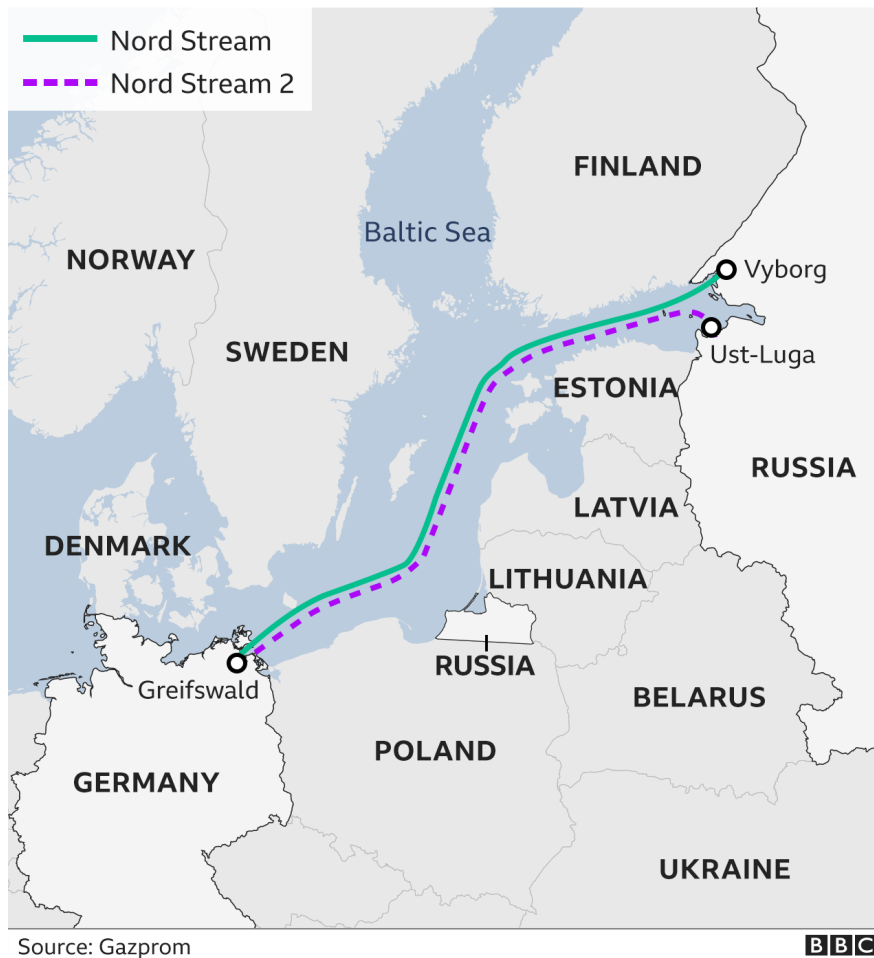 Nord Stream
Nord Stream 2
FINLAND
Baltic Sea
NORWAY
Vyborg
SWEDEN
Ust-Luga
ESTONIA
RUSSIA
LATVIA
DENMARK
LITHUANIA
RUSSIA
Greifswald
BELARUS
POLAND
GERMANY
UKRAINE
Source: Gazprom
BBC